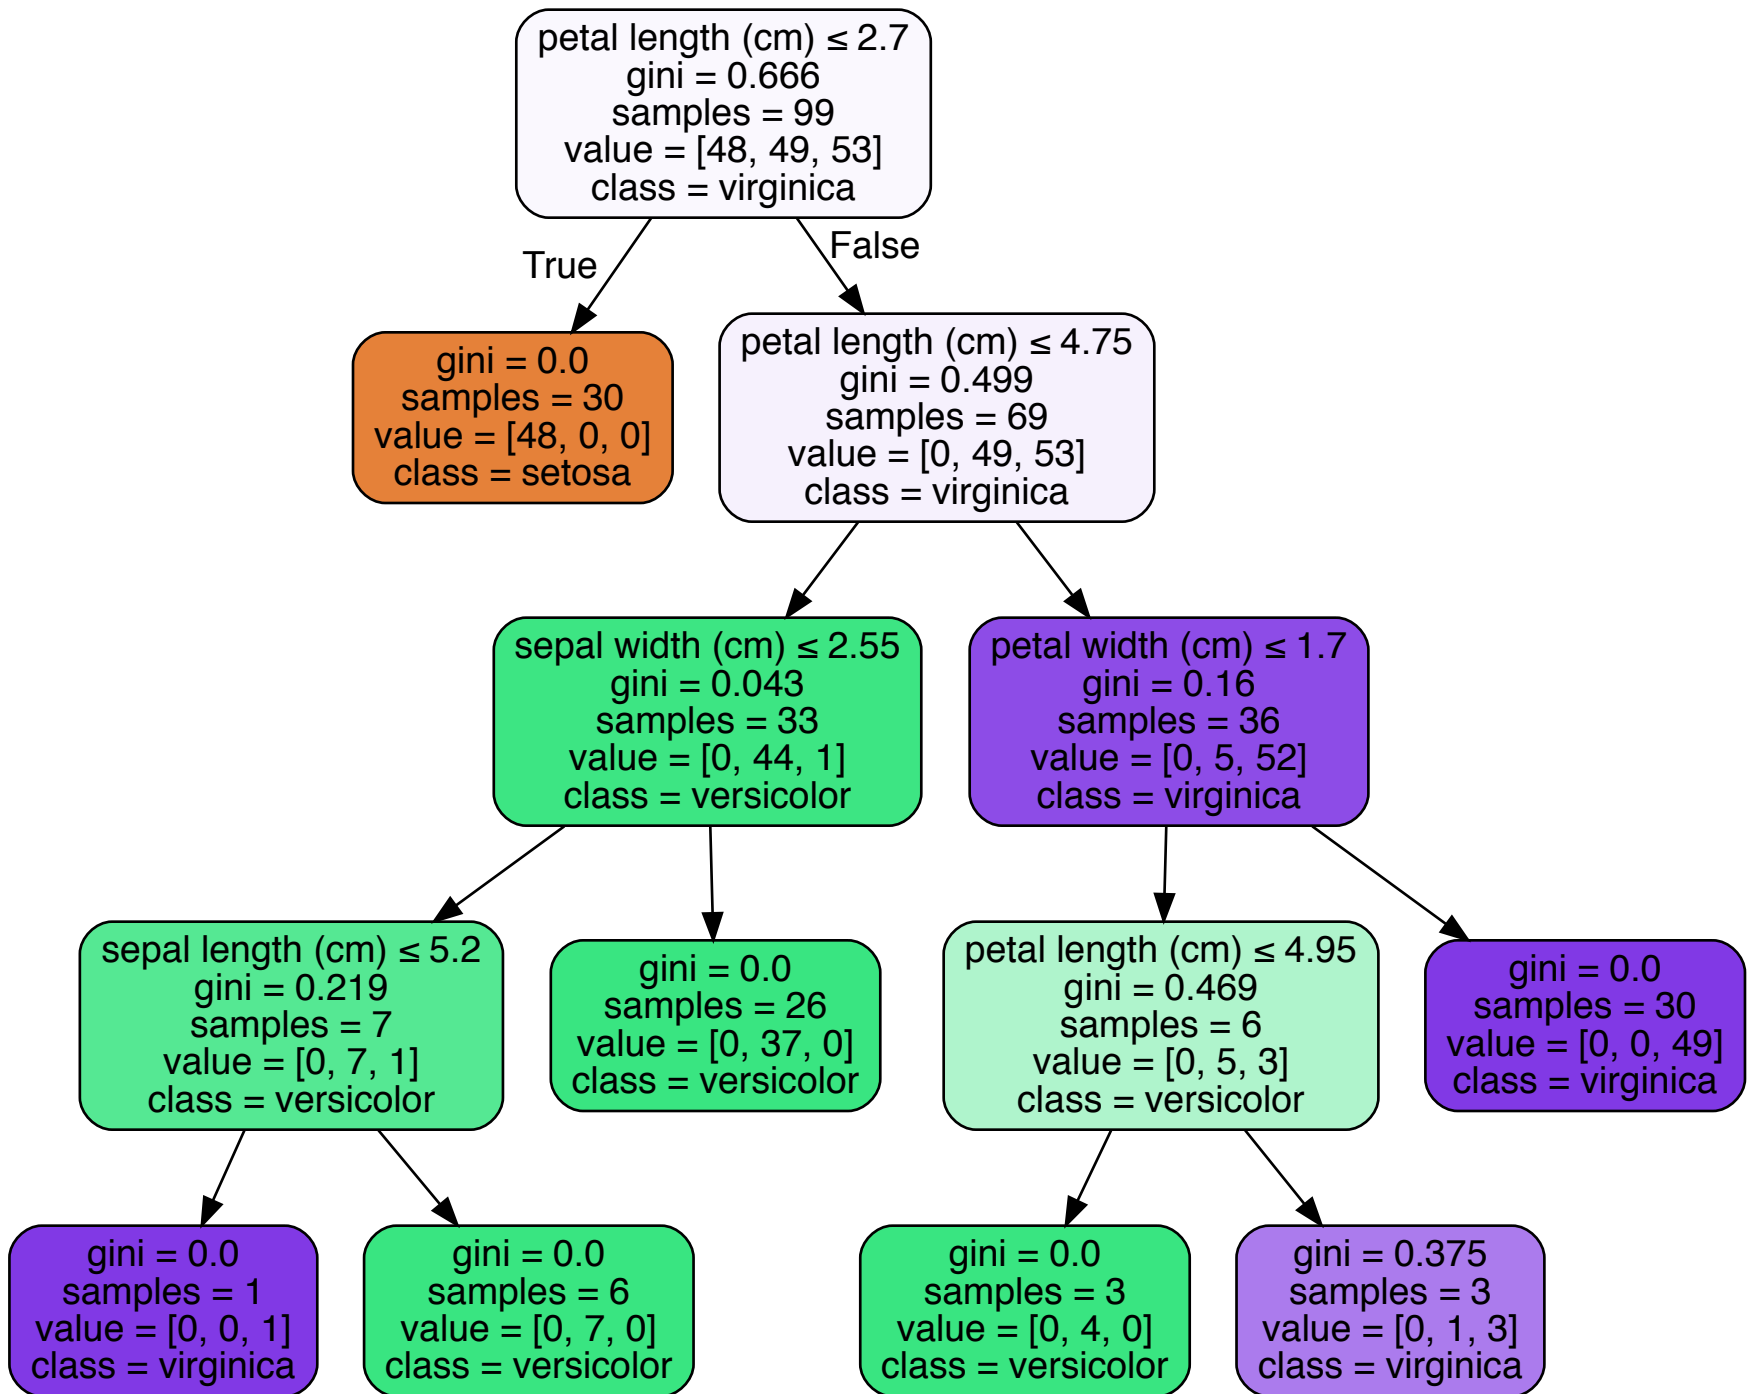 petal length (cm) ≤ 2.7
gini = 0.666
samples = 99
value = [48, 49, 53]
class = virginica
True
False
gini = 0.0
samples = 30
value = [48, 0, 0]
class = setosa
petal length (cm) ≤ 4.75
gini = 0.499
samples = 69
value = [0, 49, 53]
class = virginica
sepal width (cm) ≤ 2.55
gini = 0.043
samples = 33
value = [0, 44, 1]
class = versicolor
petal width (cm) ≤ 1.7
gini = 0.16
samples = 36
value = [0, 5, 52]
class = virginica
sepal length (cm) ≤ 5.2
gini = 0.219
samples = 7
value = [0, 7, 1]
class = versicolor
gini = 0.0
samples = 26
value = [0, 37, 0]
class = versicolor
petal length (cm) ≤ 4.95
gini = 0.469
samples = 6
value = [0, 5, 3]
class = versicolor
gini = 0.0
samples = 30
value = [0, 0, 49]
class = virginica
gini = 0.0
samples = 1
value = [0, 0, 1]
class = virginica
gini = 0.0
samples = 6
value = [0, 7, 0]
class = versicolor
gini = 0.0
samples = 3
value = [0, 4, 0]
class = versicolor
gini = 0.375
samples = 3
value = [0, 1, 3]
class = virginica